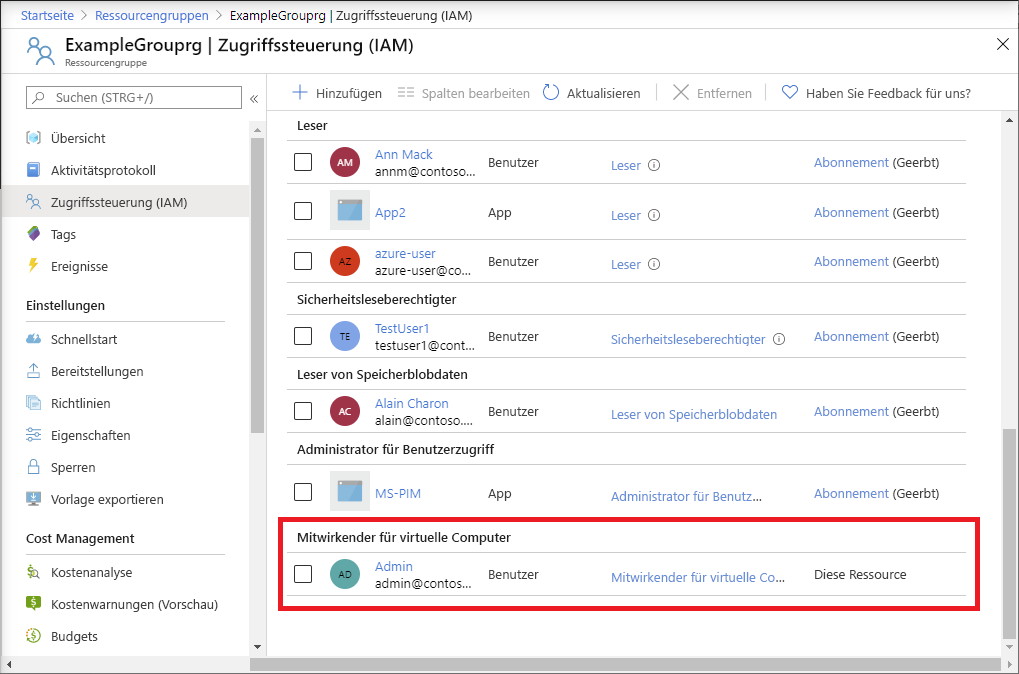 Startseite > Ressourcengruppen > ExampleGrouprg | Zugriffssteuerung (IAM)
ExampleGrouprg | Zugriffssteuerung (IAM)
Ressourcengruppe
Suchen (STRG+/)
«
Übersicht
Aktivitätsprotokoll
Zugriffssteuerung (IAM)
Tags
Ereignisse
Einstellungen
Schnellstart
Bereitstellungen
Richtlinien
Eigenschaften
Sperren
Vorlage exportieren
Cost Management
Kostenanalyse
Kostenwarnungen (Vorschau)
Budgets
Hinzufügen Spalten bearbeiten Aktualisieren Entfernen Haben Sie Feedback für uns?
Leser
AM Ann Mack Benutzer Leser Abonnement (Geerbt)
annm@contoso...
App2 App Leser Abonnement (Geerbt)
AZ azure-user Benutzer Leser Abonnement (Geerbt)
azure-user@co...
Sicherheitsleseberechtigter
TE TestUser1 Benutzer Sicherheitsleseberechtigter Abonnement (Geerbt)
testuser1@cont...
Leser von Speicherblobdaten
AC Alain Charon Benutzer Leser von Speicherblobdaten Abonnement (Geerbt)
alain@contoso....
Administrator für Benutzerzugriff
MS-PIM App Administrator für Benutz... Abonnement (Geerbt)
Mitwirkender für virtuelle Computer
AD Admin Benutzer Mitwirkender für virtuelle Co... Diese Ressource
admin@contos...